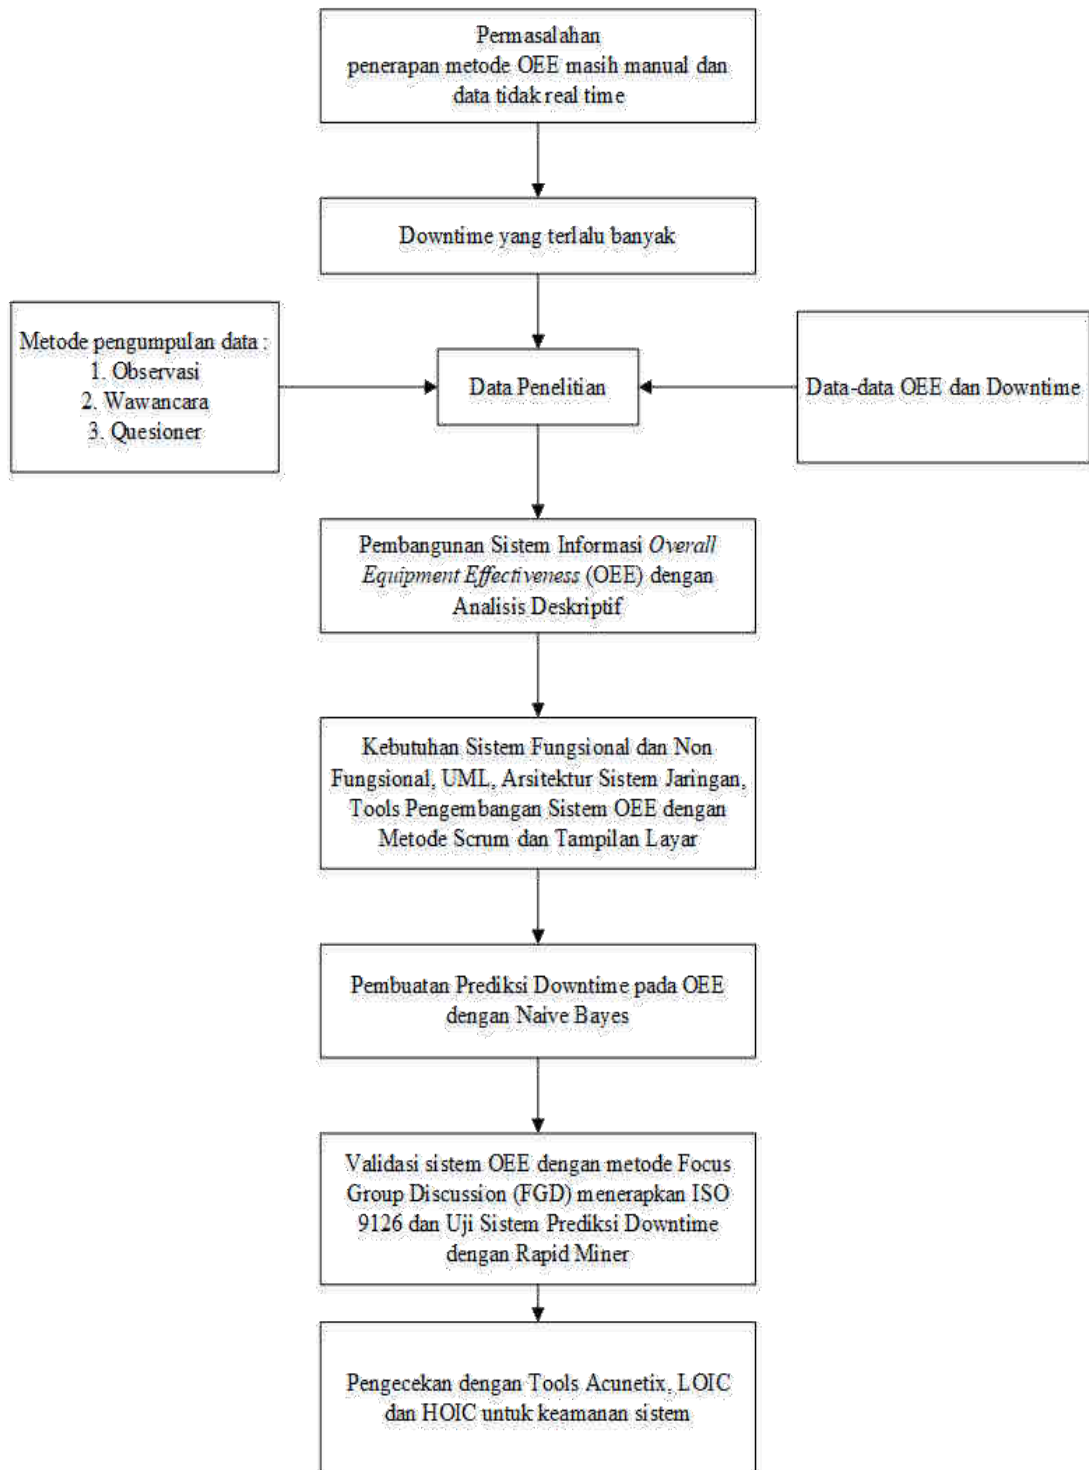 Permasalahan
penerapan metode OEE masih manual dan
data tidak real time
Downtime yang terlalu banyak
Metode pengumpulan data :
1. Observasi
2. Wawancara
3. Quesioner
Data Penelitian
Data-data OEE dan Downtime
Pembangunan Sistem Informasi Overall
Equipment Effectiveness (OEE) dengan
Analisis Deskriptif
Kebutuhan Sistem Fungsional dan Non
Fungsional, UML, Arsitektur Sistem Jaringan,
Tools Pengembangan Sistem OEE dengan
Metode Scrum dan Tampilan Layar
Pembuatan Prediksi Downtime pada OEE
dengan Naive Bayes
Validasi sistem OEE dengan metode Focus
Group Discussion (FGD) menerapkan ISO
9126 dan Uji Sistem Prediksi Downtime
dengan Rapid Miner
Pengecekan dengan Tools Acunetix, LOIC
dan HOIC untuk keamanan sistem